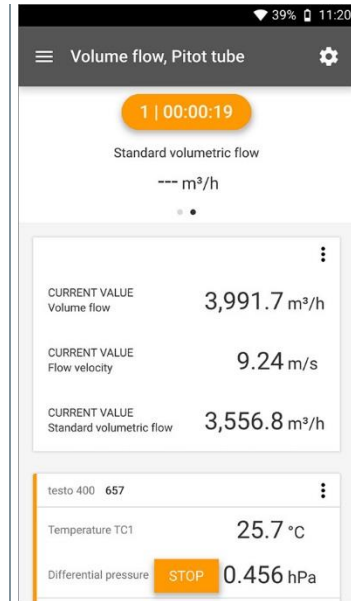 39% 11:20
Volume flow, Pitot tube
1 | 00:00:19
Standard volumetric flow
--- m³/h
CURRENT VALUE
Volume flow
3,991.7 m³/h
CURRENT VALUE
Flow velocity
9.24 m/s
CURRENT VALUE
Standard volumetric flow
3,556.8 m³/h
testo 400 657
Temperature TC1
25.7 °C
Differential pressure
STOP
0.456 hPa